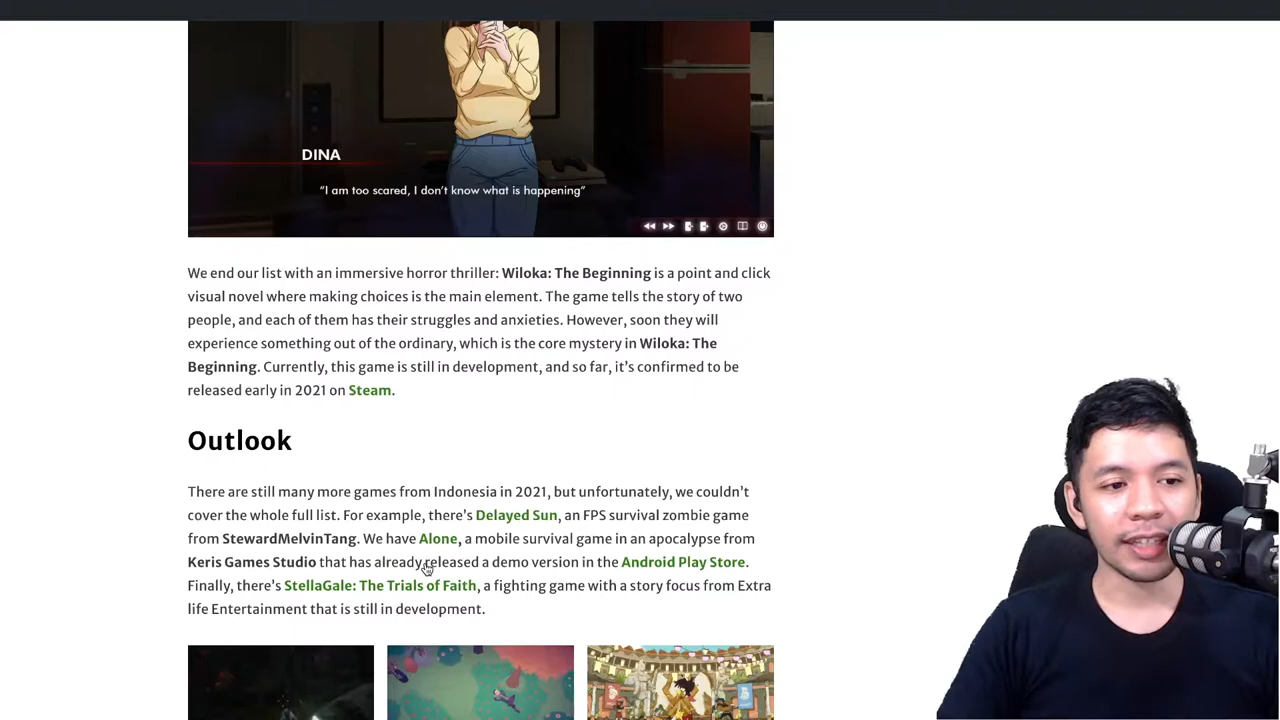 DINA
“I am too scared, I don’t know what is happening”
We end our list with an immersive horror thriller: Wiloka: The Beginning is a point and click
visual novel where making choices is the main element. The game tells the story of two
people, and each of them has their struggles and anxieties. However, soon they will
experience something out of the ordinary, which is the core mystery in Wiloka: The
Beginning. Currently, this game is still in development, and so far, it’s confirmed to be
released early in 2021 on Steam.
Outlook
There are still many more games from Indonesia in 2021, but unfortunately, we couldn’t
cover the whole full list. For example, there’s Delayed Sun, an FPS survival zombie game
from StewardMelvinTang. We have Alone, a mobile survival game in an apocalypse from
Keris Games Studio that has already released a demo version in the Android Play Store.
Finally, there’s StellaGale: The Trials of Faith, a fighting game with a story focus from Extra
life Entertainment that is still in development.